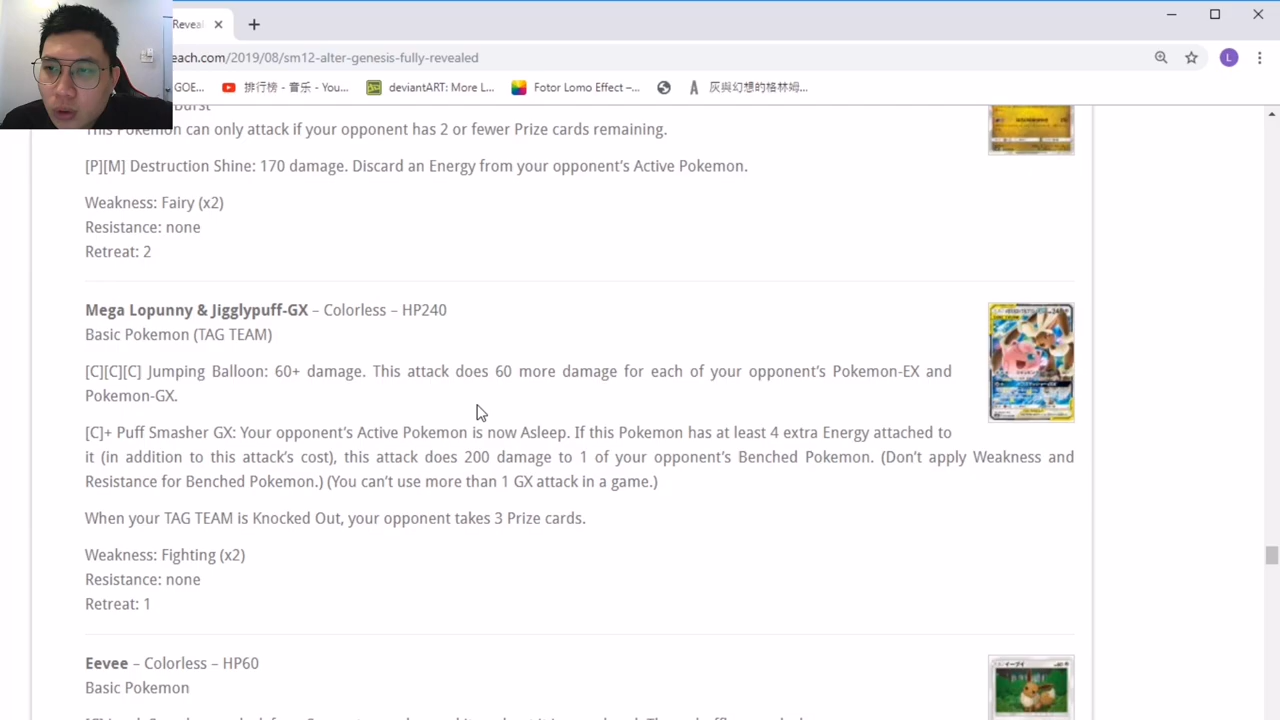 Reveal
each.com/2019/08/sm12-alter-genesis-fully-revealed
L
GOE...
排行榜 - 音乐 - You...
deviantART: More L...
Fotor Lomo Effect –...
灰與幻想的格林姆...
Burst
This Pokemon can only attack if your opponent has 2 or fewer Prize cards remaining.
[P][M] Destruction Shine: 170 damage. Discard an Energy from your opponent's Active Pokemon.
Weakness: Fairy (x2)
Resistance: none
Retreat: 2
Mega Lopunny & Jigglypuff-GX – Colorless – HP240
Basic Pokemon (TAG TEAM)
[C][C][C] Jumping Balloon: 60+ damage. This attack does 60 more damage for each of your opponent's Pokemon-EX and
Pokemon-GX.
[C]+ Puff Smasher GX: Your opponent's Active Pokemon is now Asleep. If this Pokemon has at least 4 extra Energy attached to
it (in addition to this attack's cost), this attack does 200 damage to 1 of your opponent's Benched Pokemon. (Don't apply Weakness and
Resistance for Benched Pokemon.) (You can't use more than 1 GX attack in a game.)
When your TAG TEAM is Knocked Out, your opponent takes 3 Prize cards.
Weakness: Fighting (x2)
Resistance: none
Retreat: 1
Eevee – Colorless – HP60
Basic Pokemon
イーブイ